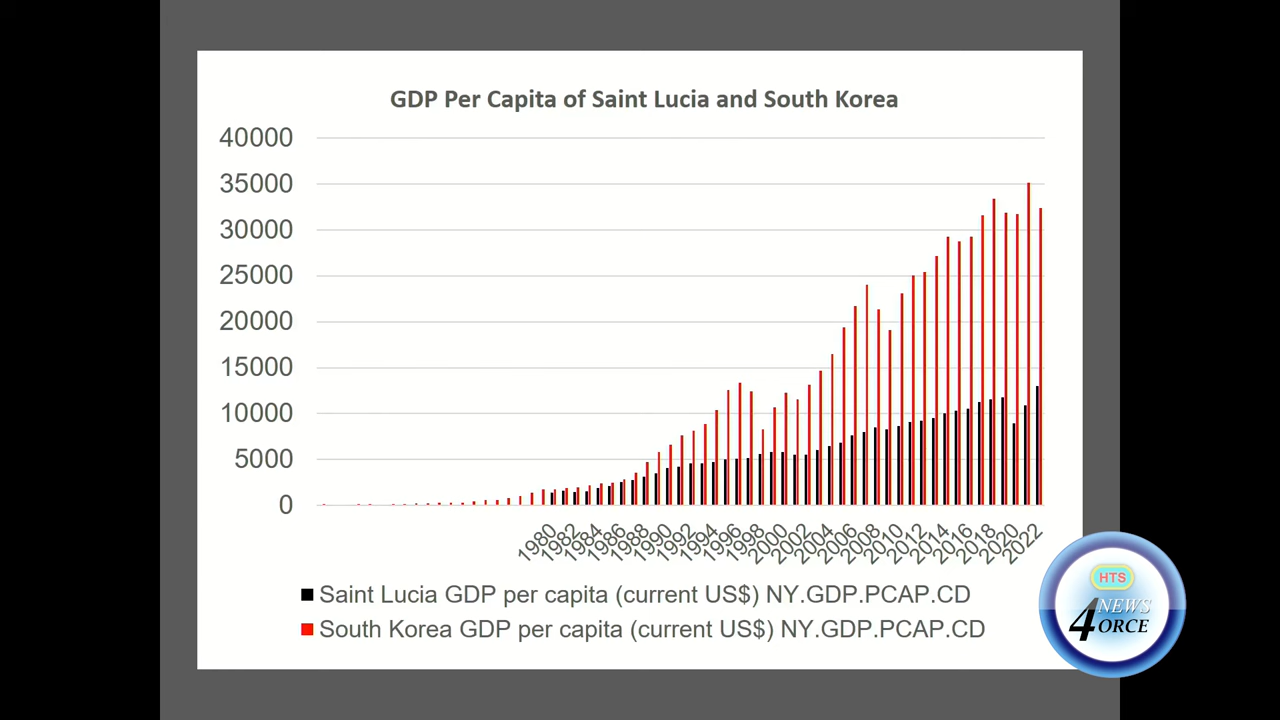 GDP Per Capita of Saint Lucia and South Korea
40000
35000
30000
25000
20000
15000
10000
5000
0
1980 1982 1984 1986 1988 1990 1992 1994 1996 1998 2000 2002 2004 2006 2008 2010 2012 2014 2016 2018 2020 2022
Saint Lucia GDP per capita (current US$) NY.GDP.PCAP.CD
South Korea GDP per capita (current US$) NY.GDP.PCAP.CD
HTS
NEWS
4ORCE